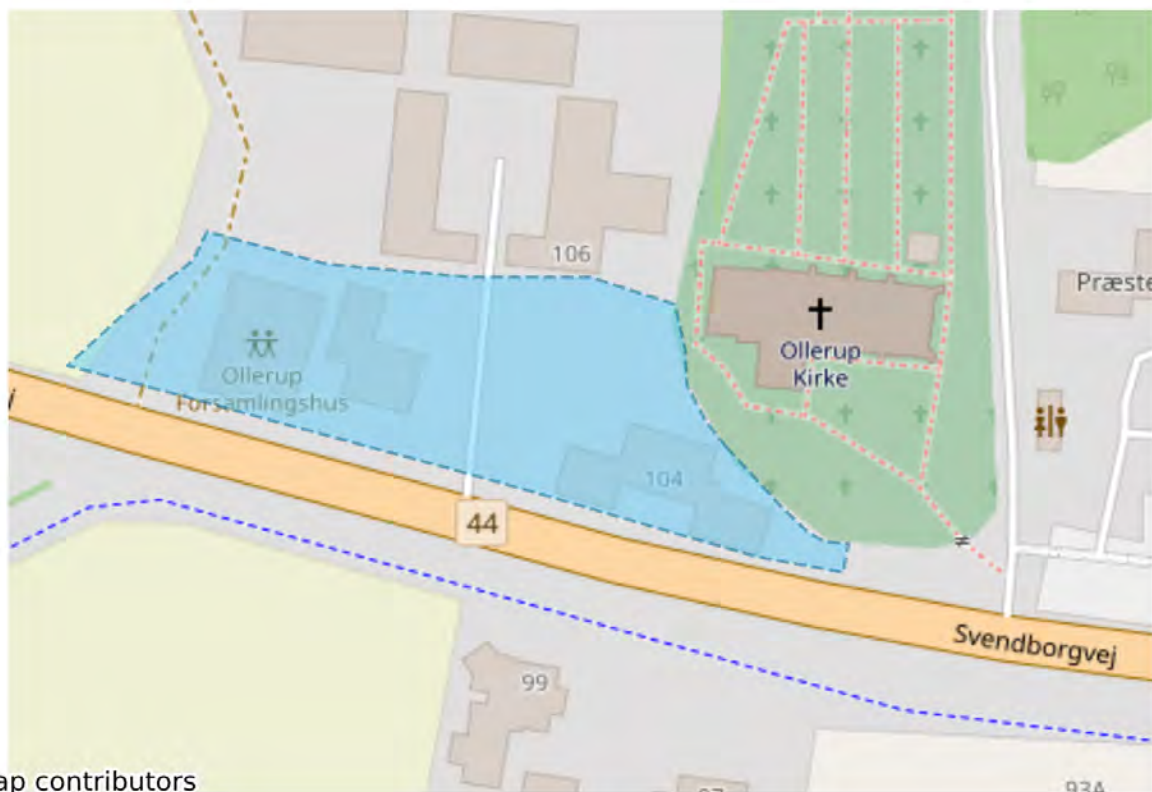 106
Præste
Ollerup
Kirke
Ollerup
Forsamlingshus
j
104
44
Svendborgvej
99
93A
ap contributors